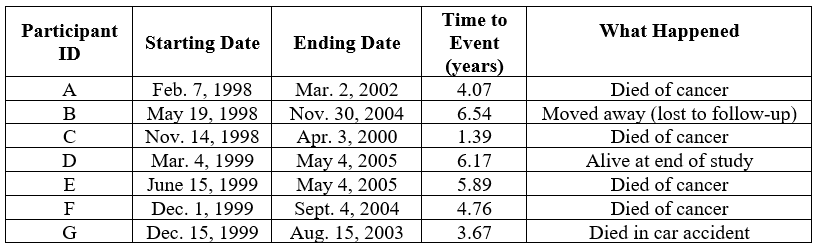 Participant ID Starting Date Ending Date Time to Event (years) What Happened
A Feb. 7, 1998 Mar. 2, 2002 4.07 Died of cancer
B May 19, 1998 Nov. 30, 2004 6.54 Moved away (lost to follow-up)
C Nov. 14, 1998 Apr. 3, 2000 1.39 Died of cancer
D Mar. 4, 1999 May 4, 2005 6.17 Alive at end of study
E June 15, 1999 May 4, 2005 5.89 Died of cancer
F Dec. 1, 1999 Sept. 4, 2004 4.76 Died of cancer
G Dec. 15, 1999 Aug. 15, 2003 3.67 Died in car accident